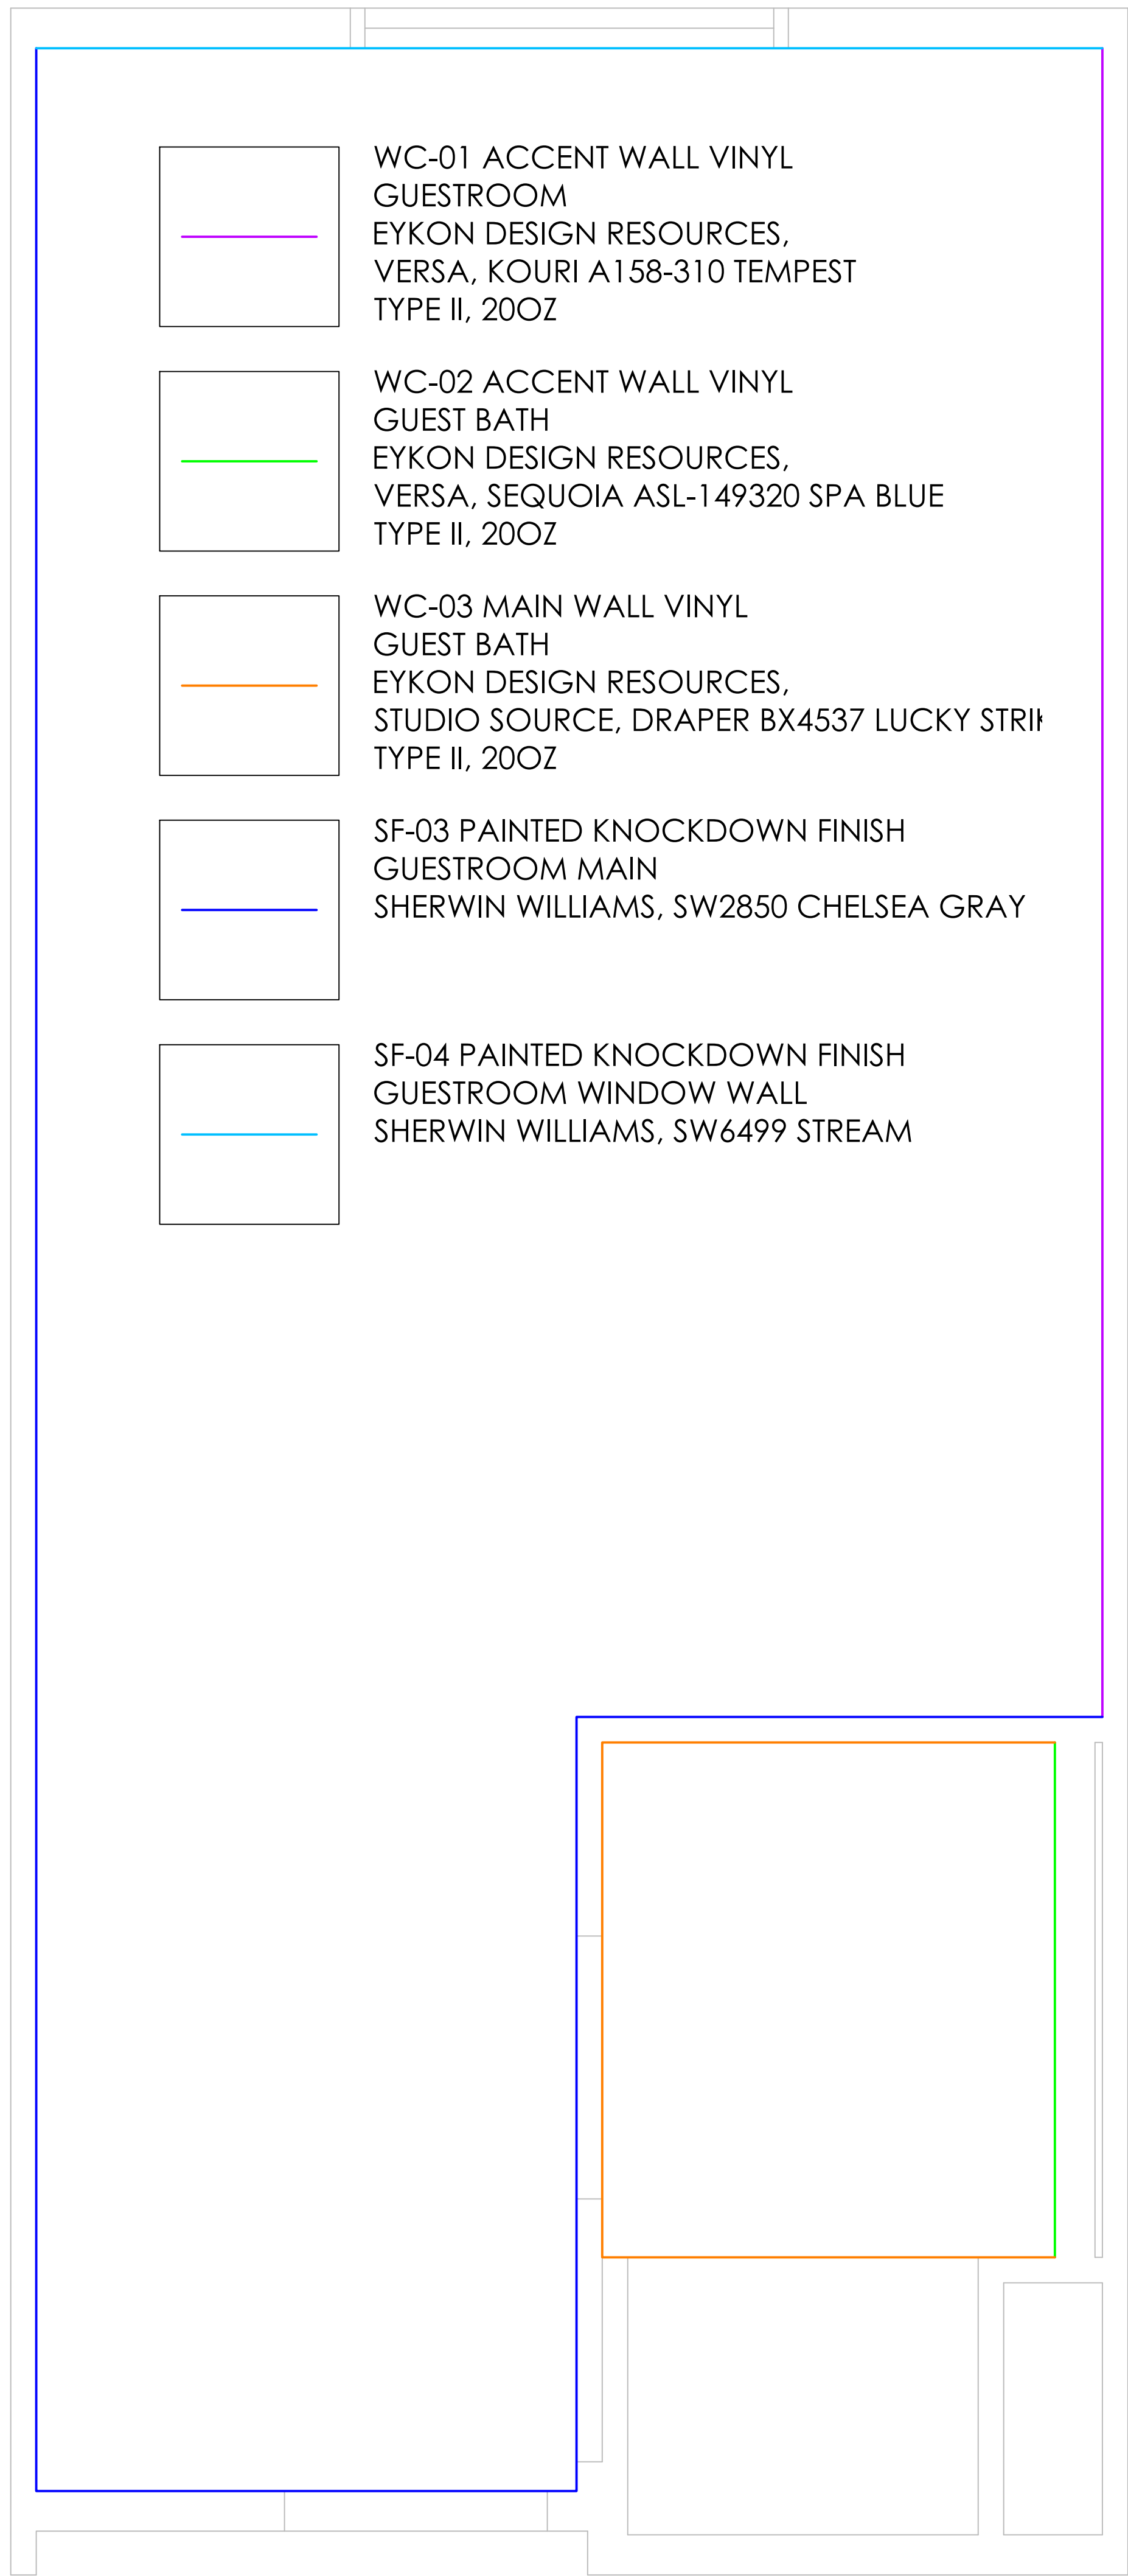 WC-01 ACCENT WALL VINYL
GUESTROOM
EYKON DESIGN RESOURCES,
VERSA, KOURI A158-310 TEMPEST
TYPE II, 20OZ
WC-02 ACCENT WALL VINYL
GUEST BATH
EYKON DESIGN RESOURCES,
VERSA, SEQUOIA ASL-149320 SPA BLUE
TYPE II, 20OZ
WC-03 MAIN WALL VINYL
GUEST BATH
EYKON DESIGN RESOURCES,
STUDIO SOURCE, DRAPER BX4537 LUCKY
TYPE II, 20OZ
SF-03 PAINTED KNOCKDOWN FINISH
GUESTROOM MAIN
SHERWIN WILLIAMS, SW2850 CHELSEA GRAY
SF-04 PAINTED KNOCKDOWN FINISH
GUESTROOM WINDOW WALL
SHERWIN WILLIAMS, SW6499 STREAM